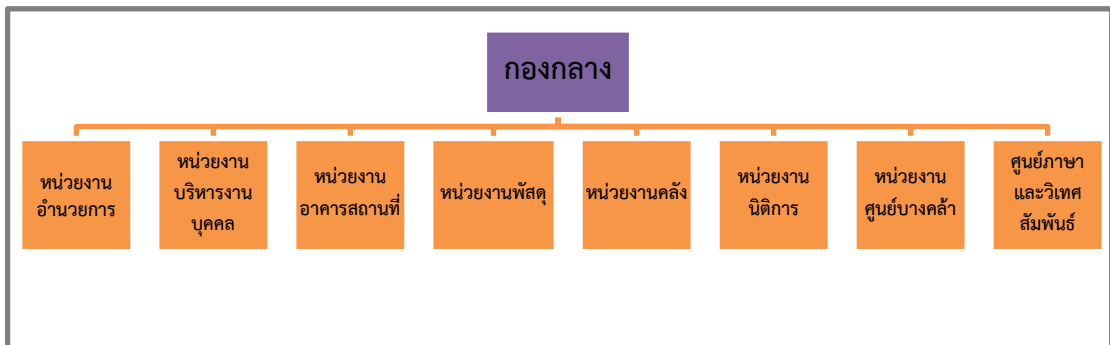 กองกลาง
หน่วยงาน
อำนวยการ
หน่วยงาน
บริหารงาน
บุคคล
หน่วยงาน
อาคารสถานที่
หน่วยงานพัสดุ
หน่วยงานคลัง
หน่วยงาน
นิติการ
หน่วยงาน
ศูนย์บางคล้า
ศูนย์ภาษา
และวิเทศ
สัมพันธ์